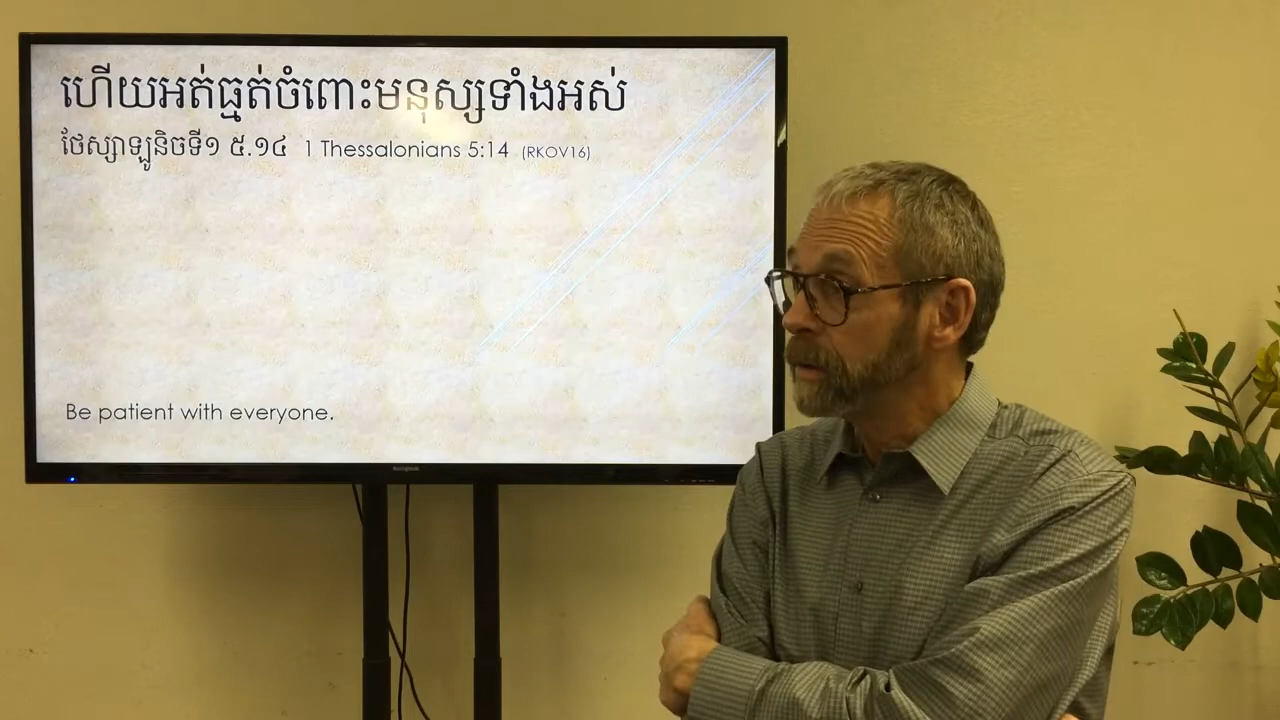 ហើយអត់ធ្មត់ចំពោះមនុស្សទាំងអស់
ថែស្សាឡូនិចទី១ ៥.១៤ 1 Thessalonians 5:14 (RKOV16)
Be patient with everyone.